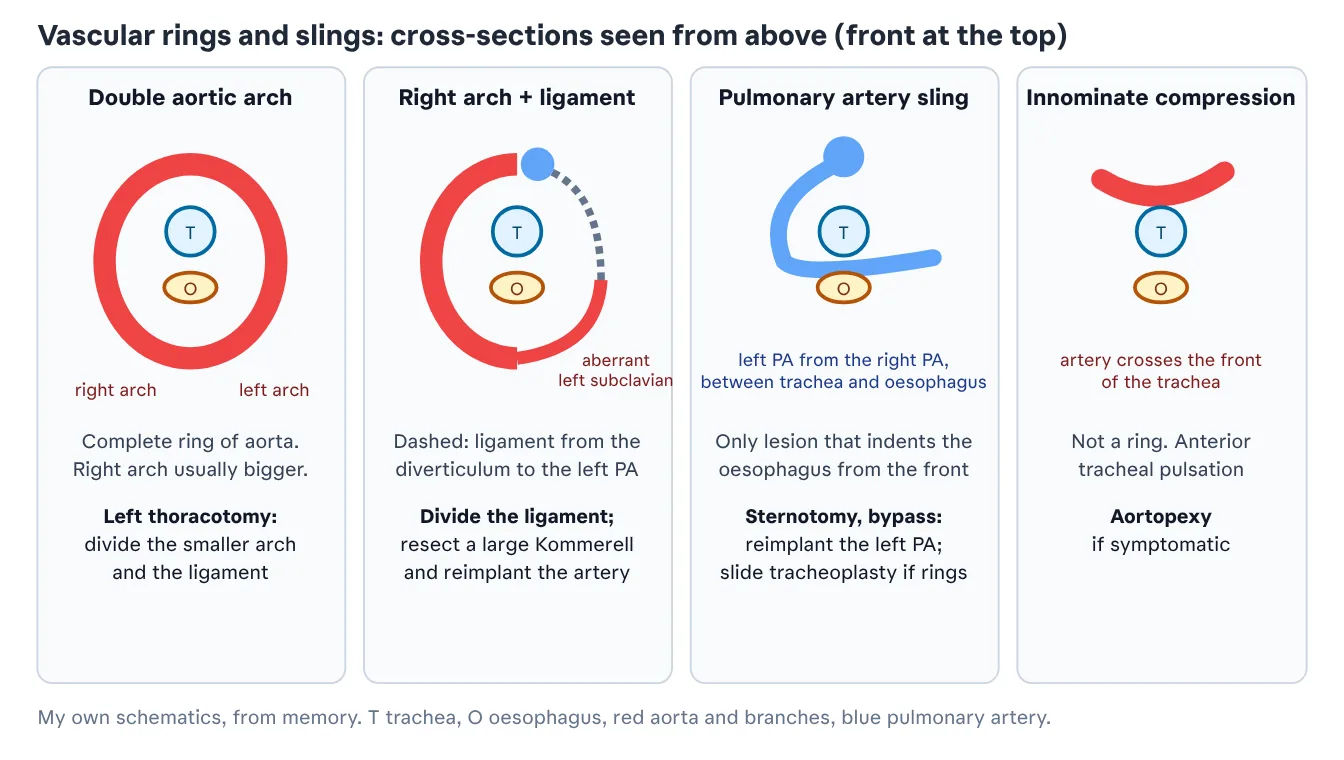 Vascular rings and slings: cross-sections seen from above (front at the top)
Double aortic arch
T
O
right arch
left arch
Complete ring of aorta.
Right arch usually bigger.
Left thoracotomy:
divide the smaller arch
and the ligament
Right arch + ligament
T
O
aberrant
left subclavian
Dashed: ligament from the
diverticulum to the left PA
Divide the ligament;
resect a large Kommerell
and reimplant the artery
Pulmonary artery sling
T
O
left PA from the right PA,
between trachea and oesophagus
Only lesion that indents the
oesophagus from the front
Sternotomy, bypass:
reimplant the left PA;
slide tracheoplasty if rings
Innominate compression
T
O
artery crosses the front
of the trachea
Not a ring. Anterior
tracheal pulsation
Aortopexy
if symptomatic
My own schematics, from memory. T trachea, O oesophagus, red aorta and branches, blue pulmonary artery.